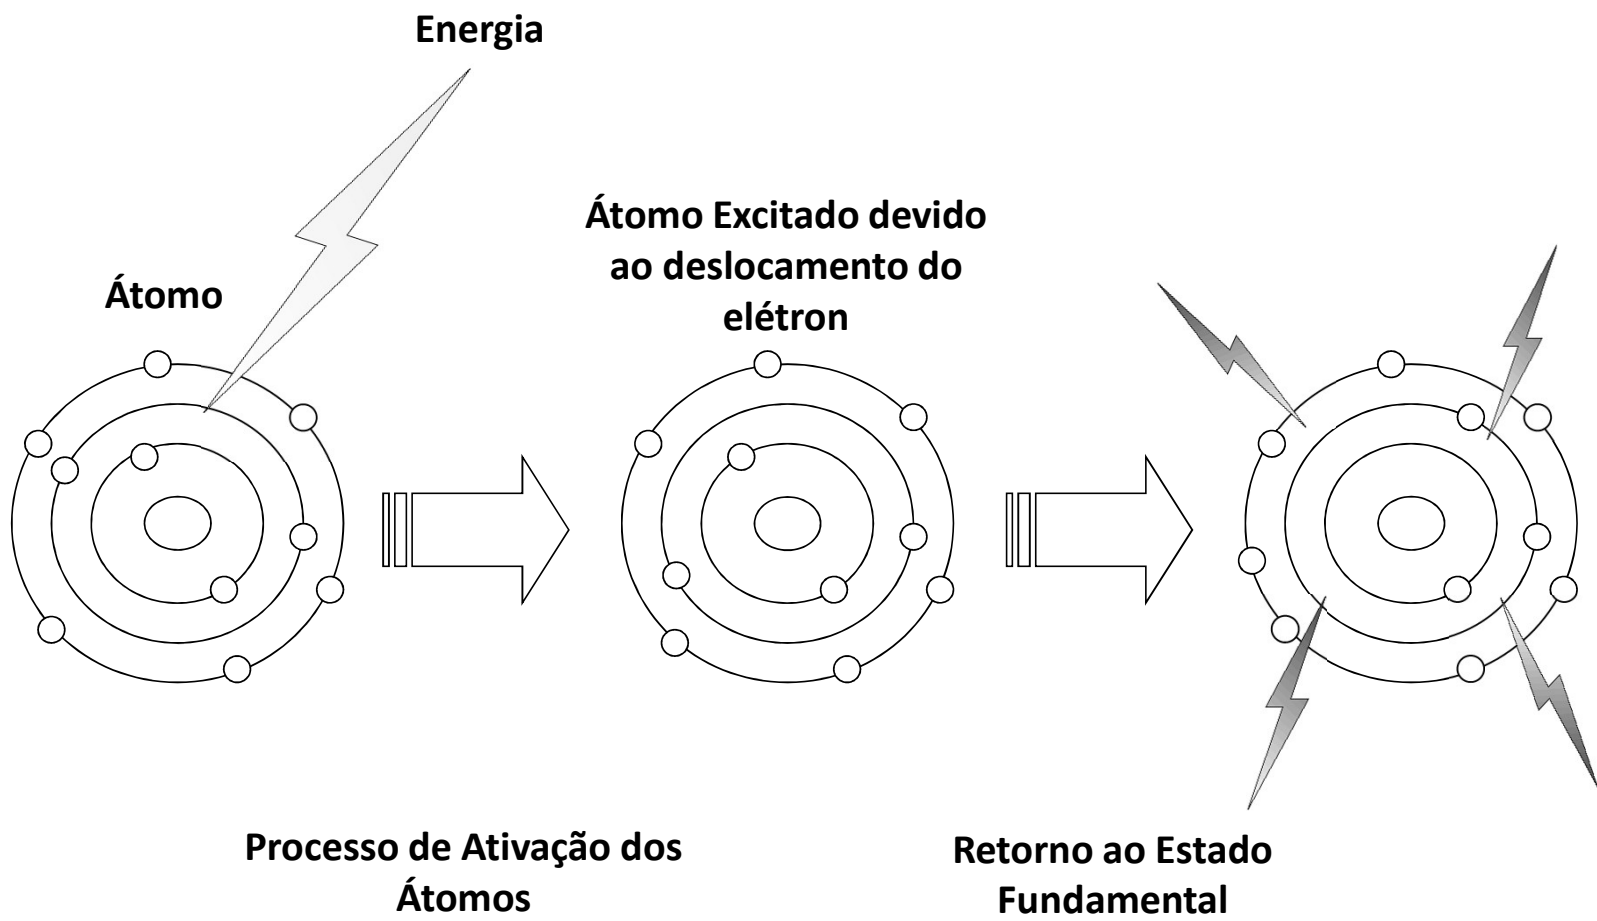 Energia
Átomo Excitado devido
ao deslocamento do
elétron
Átomo
Processo de Ativação dos
Átomos
Retorno ao Estado
Fundamental